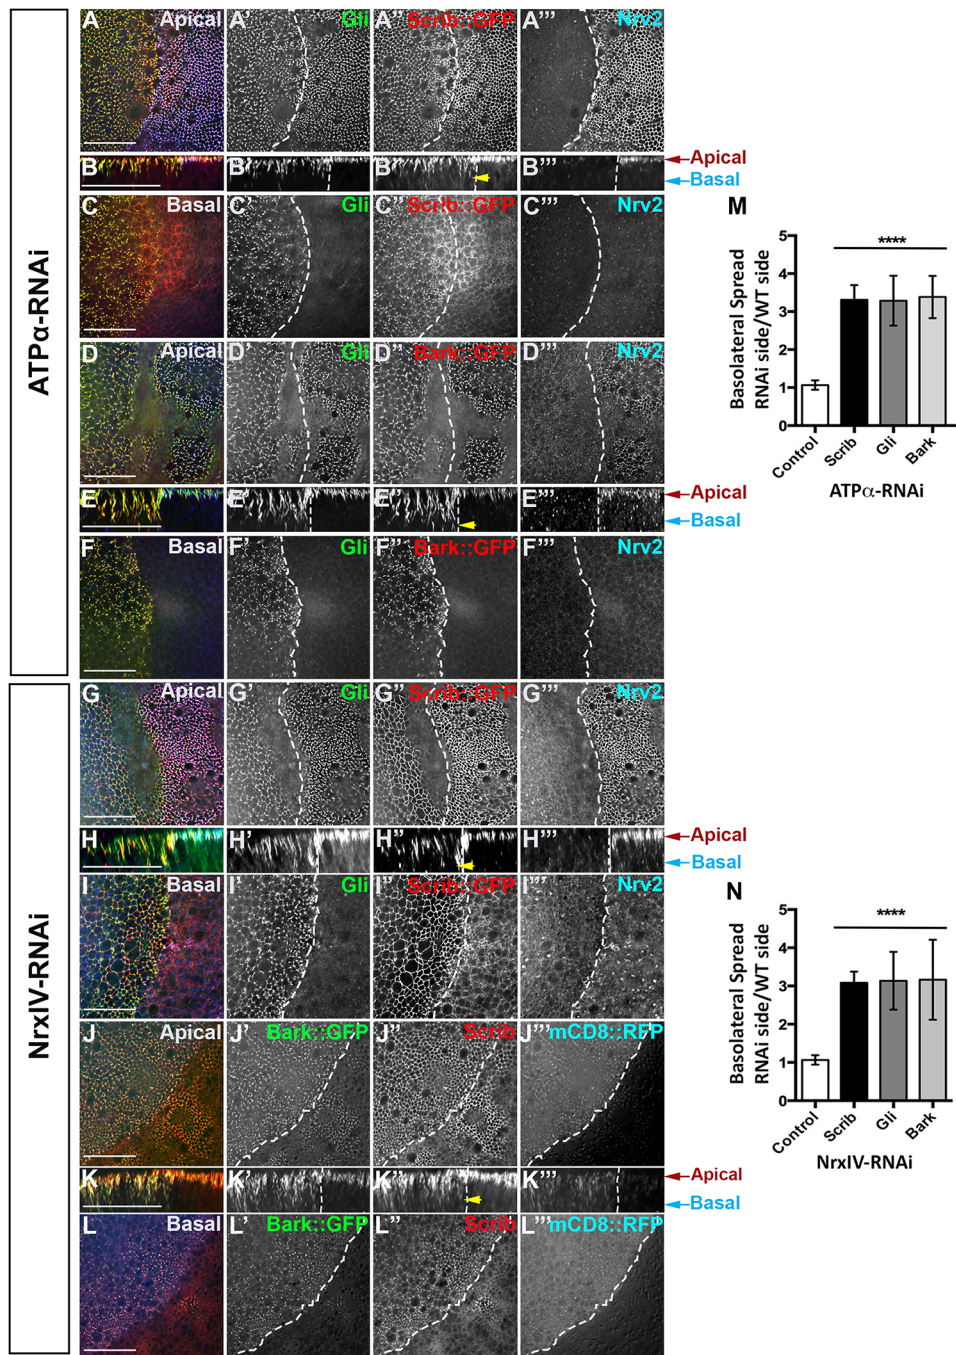 ATPα-RNAi
A Apical A' Gli A'' Scrib::GFP A''' Nrv2
B B' B'' B''' Apical
Basal
C Basal C' Gli C'' Scrib::GFP C''' Nrv2
D Apical D' Gli D'' Bark::GFP D''' Nrv2
E E' E'' E''' Apical
Basal
F Basal F' Gli F'' Bark::GFP F''' Nrv2
NrxIV-RNAi
G Apical G' Gli G'' Scrib::GFP G''' Nrv2
H H' H'' H''' Apical
Basal
I Basal I' Gli I'' Scrib::GFP I''' Nrv2
J Apical J' Bark::GFP J'' Scrib J''' mCD8::RFP
K K' K'' K''' Apical
Basal
L Basal L' Bark::GFP L'' Scrib L''' mCD8::RFP
M
Basolateral Spread
RNAi side/WT side
5
4
3
2
1
0
****
Control Scrib Gli Bark
ATPα-RNAi
N
Basolateral Spread
RNAi side/WT side
5
4
3
2
1
0
****
Control Scrib Gli Bark
NrxIV-RNAi